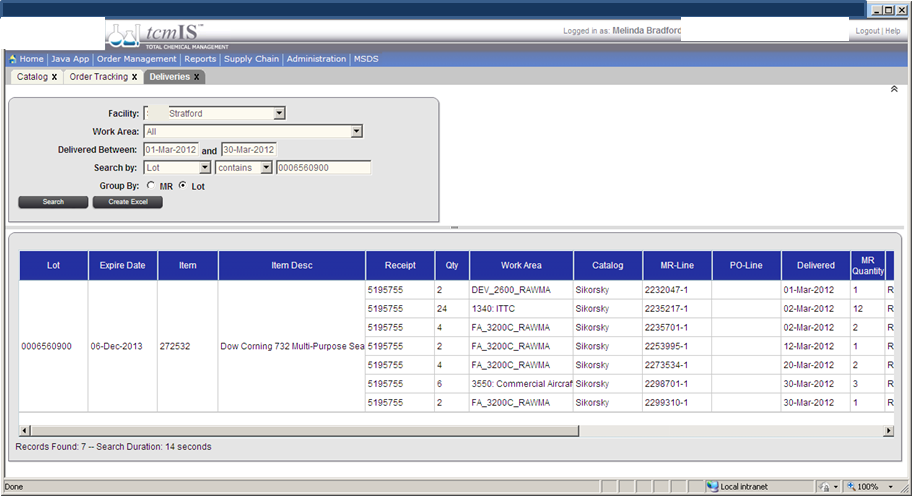 tcmIS™
TOTAL CHEMICAL MANAGEMENT
Logged in as: Melinda Bradford
Logout | Help
Home | Java App | Order Management | Reports | Supply Chain | Administration | MSDS
Catalog x Order Tracking x Deliveries x
Facility: Stratford
Work Area: All
Delivered Between: 01-Mar-2012 and 30-Mar-2012
Search by: Lot contains 0006560900
Group By: MR Lot
Search Create Excel
Lot Expire Date Item Item Desc Receipt Qty Work Area Catalog MR-Line PO-Line Delivered MR Quantity
5195755 2 DEV_2600_RAWMA Sikorsky 2232047-1 01-Mar-2012 1 R
5195755 24 1340: ITTC Sikorsky 2235217-1 02-Mar-2012 12 R
5195755 4 FA_3200C_RAWMA Sikorsky 2235701-1 02-Mar-2012 2 R
0006560900 06-Dec-2013 272532 Dow Corning 732 Multi-Purpose Sea 5195755 2 FA_3200C_RAWMA Sikorsky 2253995-1 12-Mar-2012 1 R
5195755 4 FA_3200C_RAWMA Sikorsky 2273534-1 20-Mar-2012 2 R
5195755 6 3550: Commercial Aircraf Sikorsky 2298701-1 30-Mar-2012 3 R
5195755 2 FA_3200C_RAWMA Sikorsky 2299310-1 30-Mar-2012 1 R
Records Found: 7 -- Search Duration: 14 seconds
Done Local intranet 100%